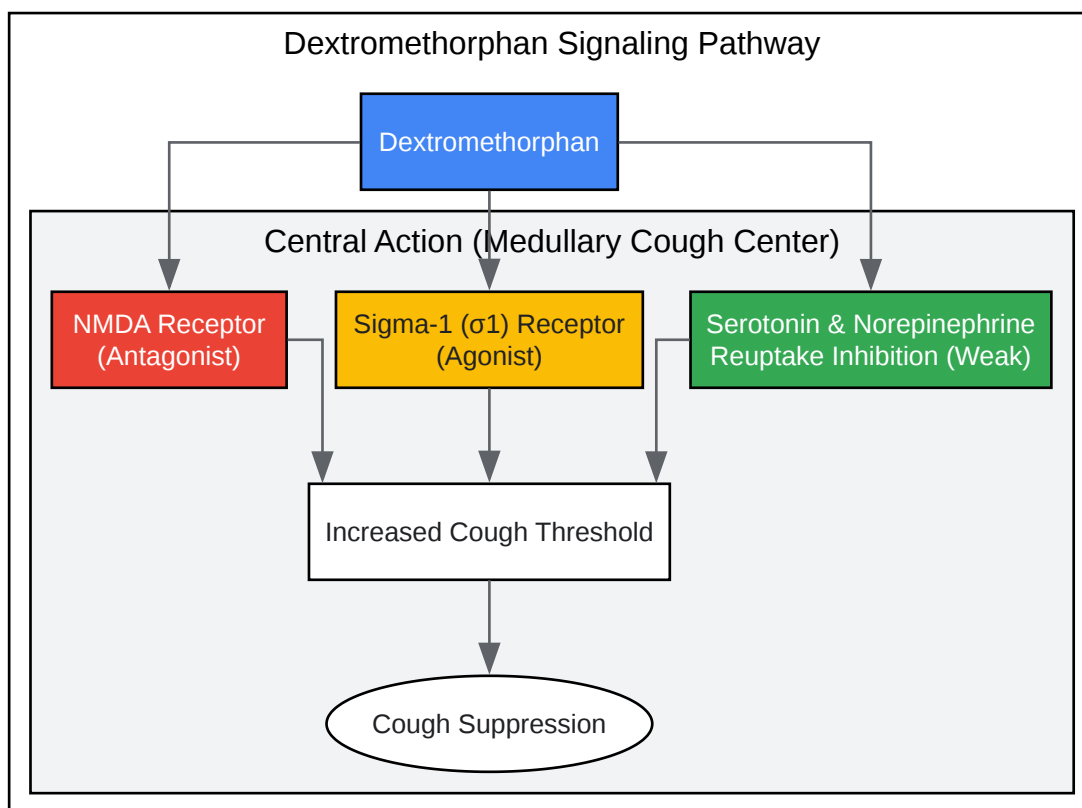 Dextromethorphan Signaling Pathway
Dextromethorphan
Central Action (Medullary Cough Center)
NMDA Receptor
(Antagonist)
Sigma-1 (σ1) Receptor
(Agonist)
Serotonin & Norepinephrine
Reuptake Inhibition (Weak)
Increased Cough Threshold
Cough Suppression